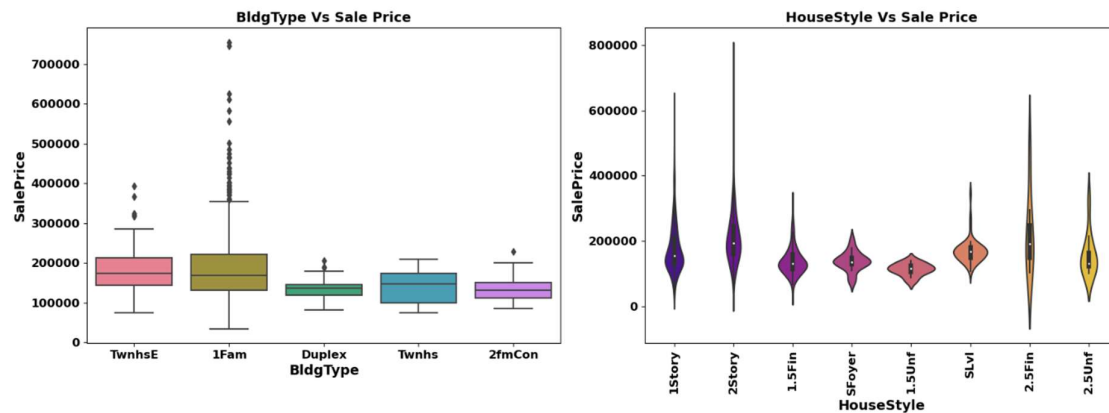 BldgType Vs Sale Price
SalePrice
700000
600000
500000
400000
300000
200000
100000
0
TwnhsE 1Fam Duplex Twnhs 2fmCon
BldgType
HouseStyle Vs Sale Price
SalePrice
800000
600000
400000
200000
0
1Story 2Story 1.5Fin SFoyer 1.5Unf SLvl 2.5Fin 2.5Unf
HouseStyle